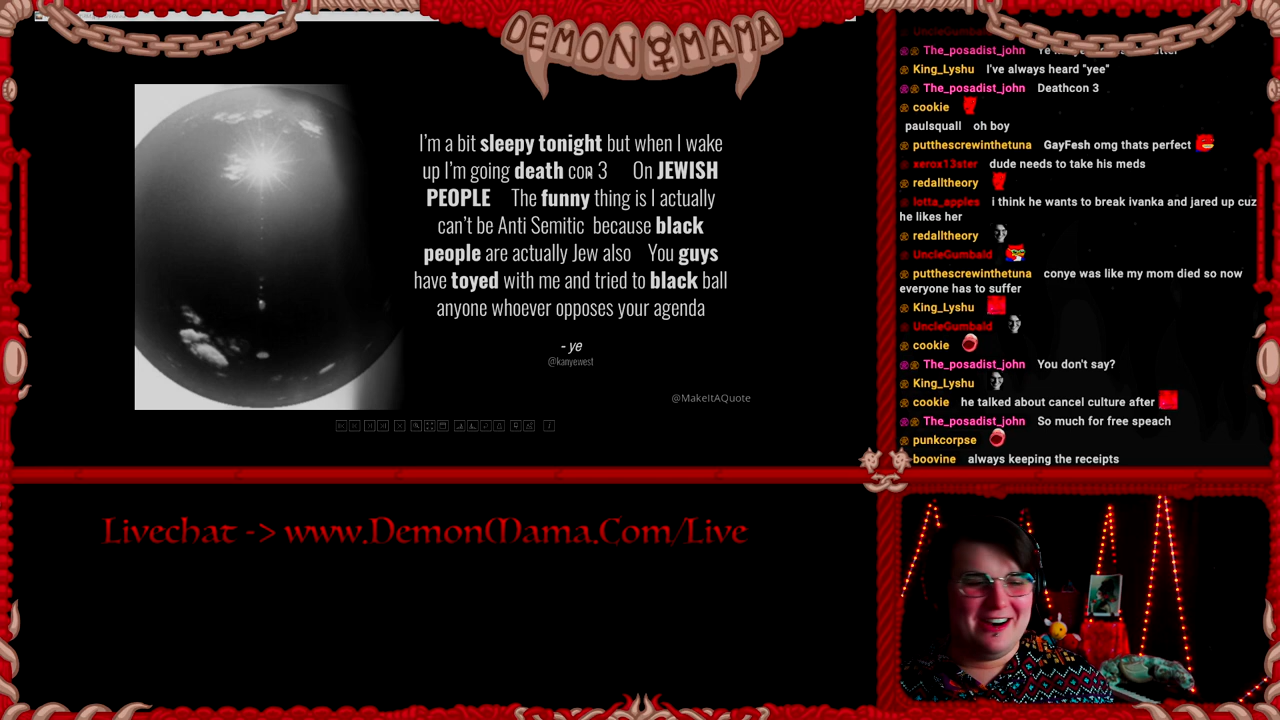 DEMON MAMA
I'm a bit sleepy tonight but when I wake
up I'm going death con 3 On JEWISH
PEOPLE The funny thing is I actually
can't be Anti Semitic because black
people are actually Jew also You guys
have toyed with me and tried to black ball
anyone whoever opposes your agenda
- ye
@kanyewest
@MakeItAQuote
Livechat -> www.DemonMama.Com/Live
The_posadist_john
King_Lyshu I've always heard "yee"
The_posadist_john Deathcon 3
cookie
paulsquall oh boy
putthescrewinthetuna GayFesh omg thats perfect
xerox13ster dude needs to take his meds
redalltheory
lotta_apples i think he wants to break ivanka and jared up cuz
he likes her
redalltheory
UncleGumbald
putthescrewinthetuna conye was like my mom died so now
everyone has to suffer
King_Lyshu
UncleGumbald
cookie
The_posadist_john You don't say?
King_Lyshu
cookie he talked about cancel culture after
The_posadist_john So much for free speach
punkcorpse
boovine always keeping the receipts